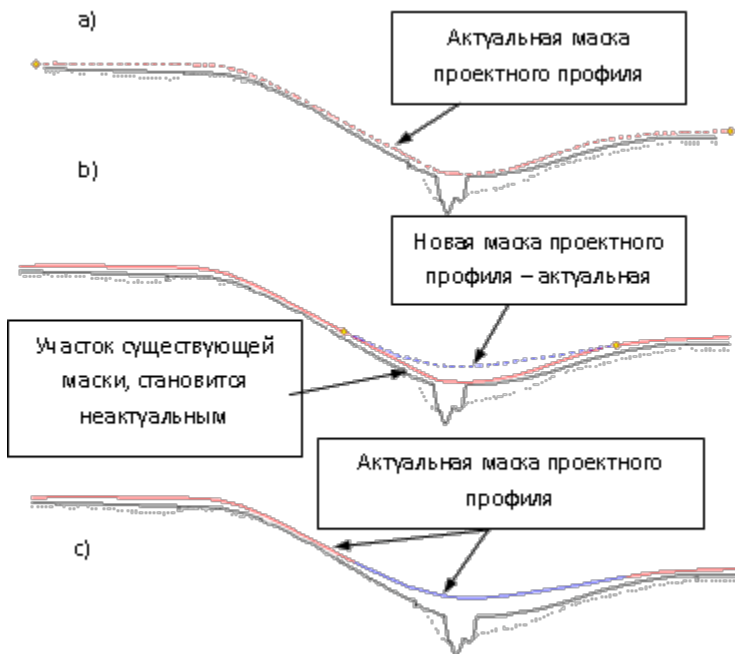 a)
Актуальная маска
проектного профиля
b)
Новая маска проектного
профиля – актуальная
Участок существующей
маски, становится
неактуальным
Актуальная маска проектного
профиля
c)